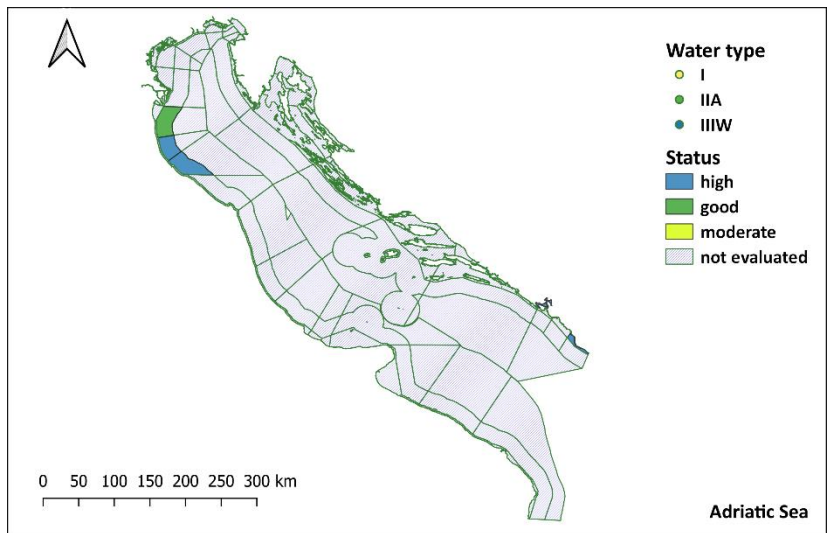 Water type
I
IIA
IIIW
Status
high
good
moderate
not evaluated
0 50 100 150 200 250 300 km
Adriatic Sea